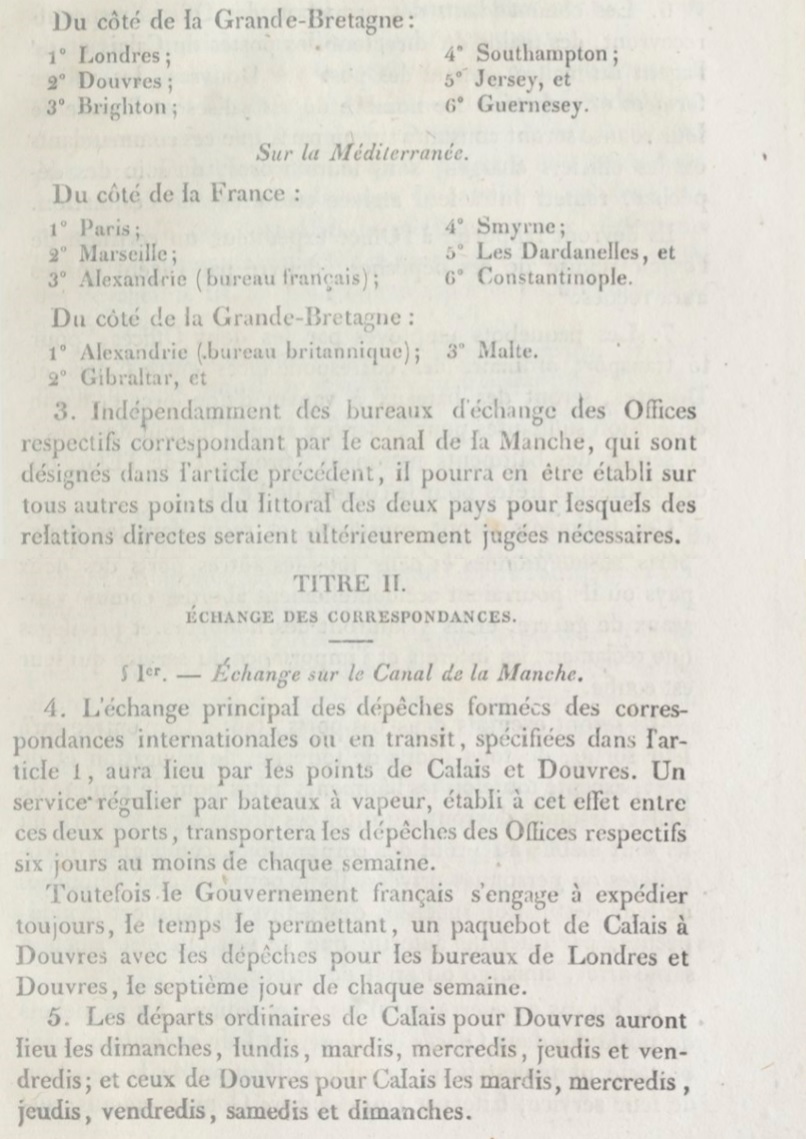 Du côté de la Grande-Bretagne :
1° Londres ;
2° Douvres ;
3° Brighton ;
4° Southampton ;
5° Jersey, et
6° Guernesey.
Sur la Méditerranée.
Du côté de la France :
1° Paris ;
2° Marseille ;
3° Alexandrie (bureau français) ;
4° Smyrne ;
5° Les Dardanelles, et
6° Constantinople.
Du côté de la Grande-Bretagne :
1° Alexandrie (bureau britannique) ;
2° Gibraltar, et
3° Malte.
3. Indépendamment des bureaux d'échange des Offices
respectifs correspondant par le canal de la Manche, qui sont
désignés dans l'article précédent, il pourra en être établi sur
tous autres points du littoral des deux pays pour lesquels des
relations directes seraient ultérieurement jugées nécessaires.
TITRE II.
ÉCHANGE DES CORRESPONDANCES.
§ Ier. — Échange sur le Canal de la Manche.
4. L'échange principal des dépêches formées des corres-
pondances internationales ou en transit, spécifiées dans l'ar-
ticle 1, aura lieu par les points de Calais et Douvres. Un
service régulier par bateaux à vapeur, établi à cet effet entre
ces deux ports, transportera les dépêches des Offices respectifs
six jours au moins de chaque semaine.
Toutefois le Gouvernement français s'engage à expédier
toujours, le temps le permettant, un paquebot de Calais à
Douvres avec les dépêches pour les bureaux de Londres et
Douvres, le septième jour de chaque semaine.
5. Les départs ordinaires de Calais pour Douvres auront
lieu les dimanches, lundis, mardis, mercredis, jeudis et ven-
dredis ; et ceux de Douvres pour Calais les mardis, mercredis,
jeudis, vendredis, samedis et dimanches.